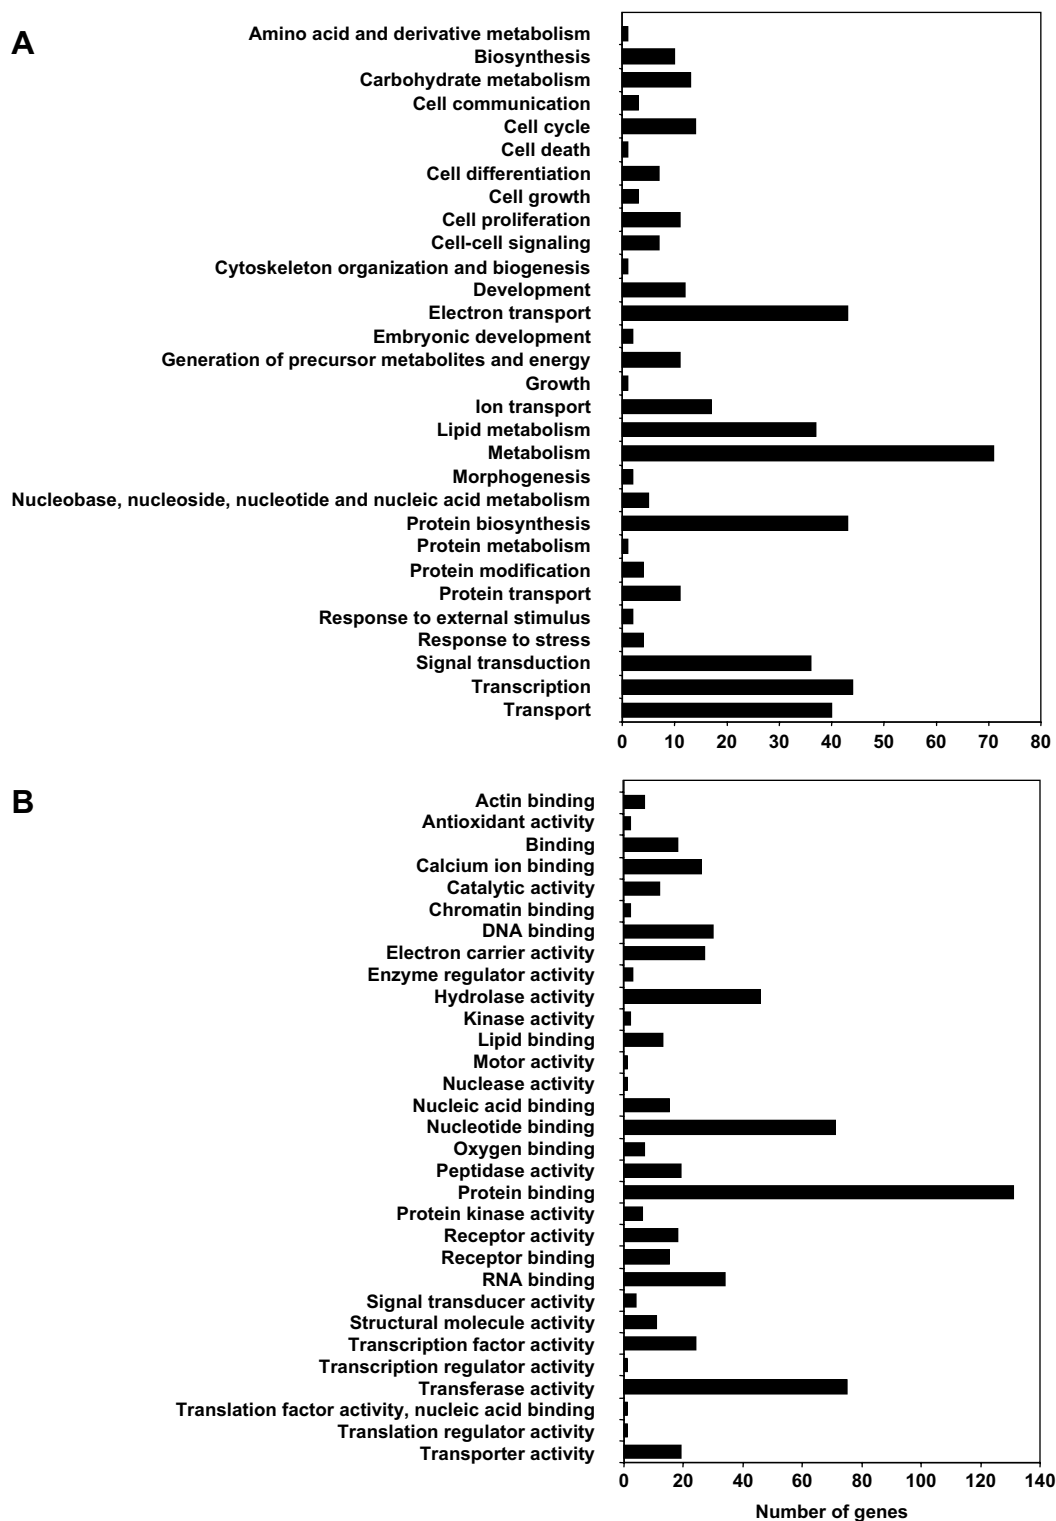 A
Amino acid and derivative metabolism
Biosynthesis
Carbohydrate metabolism
Cell communication
Cell cycle
Cell death
Cell differentiation
Cell growth
Cell proliferation
Cell-cell signaling
Cytoskeleton organization and biogenesis
Development
Electron transport
Embryonic development
Generation of precursor metabolites and energy
Growth
Ion transport
Lipid metabolism
Metabolism
Morphogenesis
Nucleobase, nucleoside, nucleotide and nucleic acid metabolism
Protein biosynthesis
Protein metabolism
Protein modification
Protein transport
Response to external stimulus
Response to stress
Signal transduction
Transcription
Transport
0 10 20 30 40 50 60 70 80
B
Actin binding
Antioxidant activity
Binding
Calcium ion binding
Catalytic activity
Chromatin binding
DNA binding
Electron carrier activity
Enzyme regulator activity
Hydrolase activity
Kinase activity
Lipid binding
Motor activity
Nuclease activity
Nucleic acid binding
Nucleotide binding
Oxygen binding
Peptidase activity
Protein binding
Protein kinase activity
Receptor activity
Receptor binding
RNA binding
Signal transducer activity
Structural molecule activity
Transcription factor activity
Transcription regulator activity
Transferase activity
Translation factor activity, nucleic acid binding
Translation regulator activity
Transporter activity
0 20 40 60 80 100 120 140
Number of genes